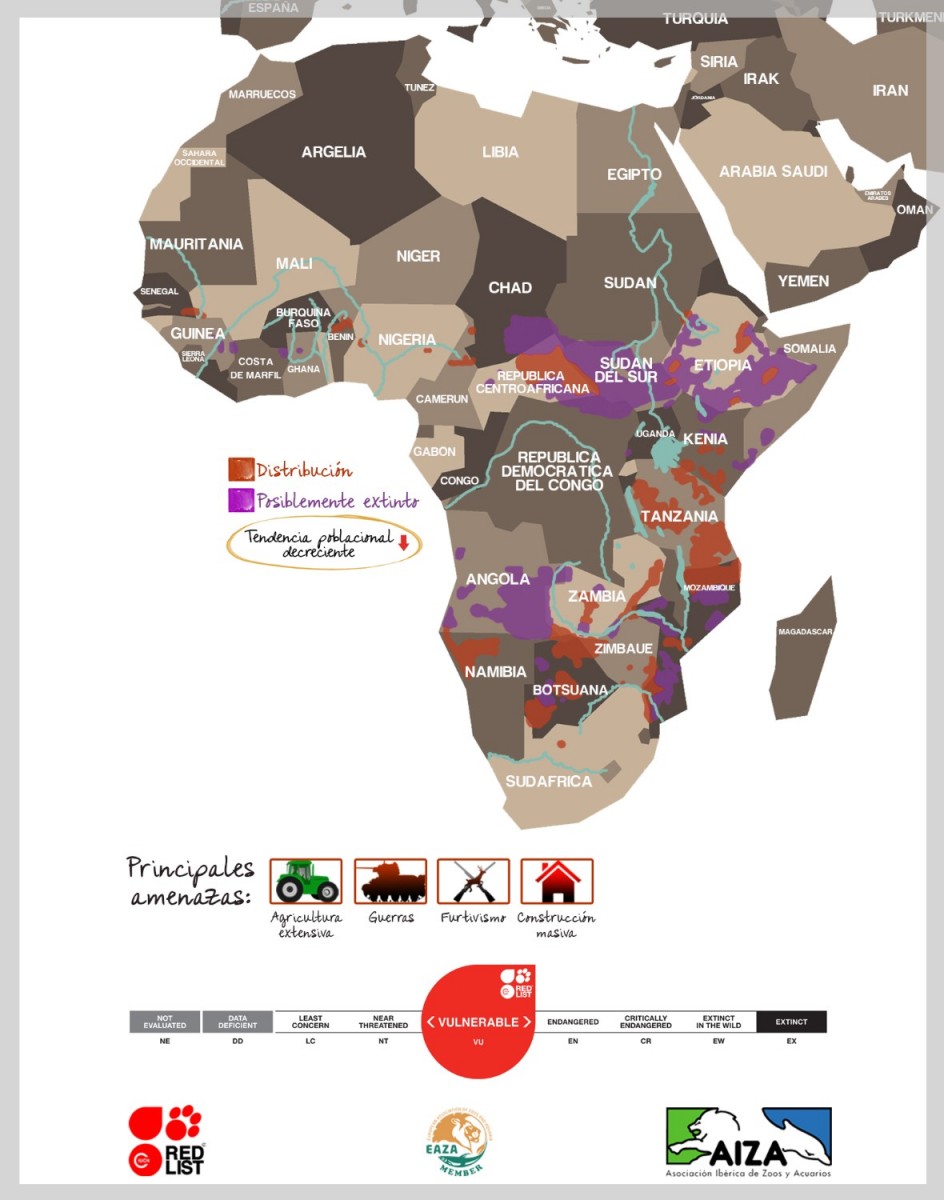 ESPAÑA
TURQUIA
TURKMEN
SIRIA
IRAK
IRAN
JORDANIA
MARRUECOS
TUNEZ
ARGELIA
LIBIA
EGIPTO
ARABIA SAUDI
SAHARA
OCCIDENTAL
EMIRATOS
ARABES
OMAN
MAURITANIA
MALI
NIGER
CHAD
SUDAN
YEMEN
SENEGAL
BURQUINA
FASO
GUINEA
BENIN
NIGERIA
SIERRA
LEONA
COSTA
DE MARFIL
GHANA
REPUBLICA
CENTROAFRICANA
SUDAN
DEL SUR
ETIOPIA
SOMALIA
CAMERUN
UGANDA
KENIA
GABON
CONGO
REPUBLICA
DEMOCRATICA
DEL CONGO
TANZANIA
Distribución
Posiblemente extinto
Tendencia poblacional
decreciente
ANGOLA
ZAMBIA
MOZAMBIQUE
MAGADASCAR
ZIMBAUE
NAMIBIA
BOTSUANA
SUDAFRICA
Principales
amenazas:
Agricultura
extensiva
Guerras
Furtivismo
Construcción
masiva
RED
LIST
NOT
EVALUATED
NE
DATA
DEFICIENT
DD
LEAST
CONCERN
LC
NEAR
THREATENED
NT
< VULNERABLE >
VU
ENDANGERED
EN
CRITICALLY
ENDANGERED
CR
EXTINCT
IN THE WILD
EW
EXTINCT
EX
RED
LIST
EAZA
MEMBER
AIZA
Asociación Ibérica de Zoos y Acuarios